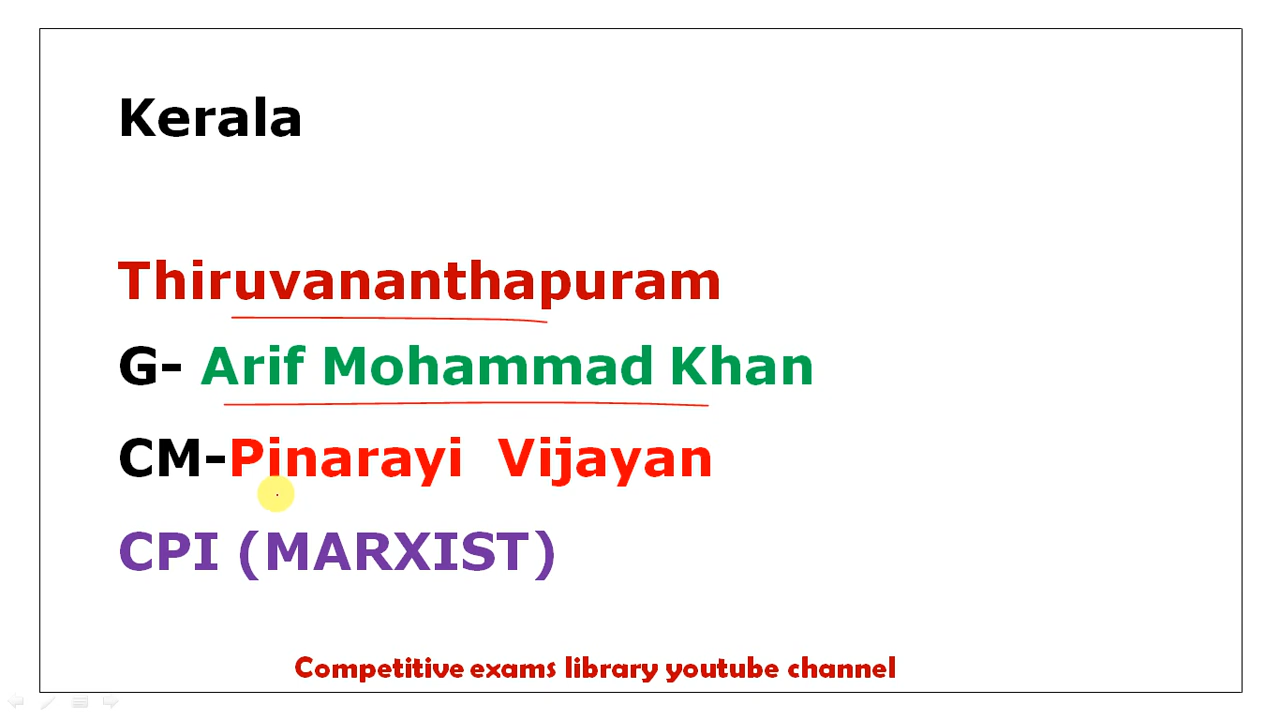 Kerala
Thiruvananthapuram
G- Arif Mohammad Khan
CM-Pinarayi Vijayan
CPI (MARXIST)
Competitive exams library youtube channel